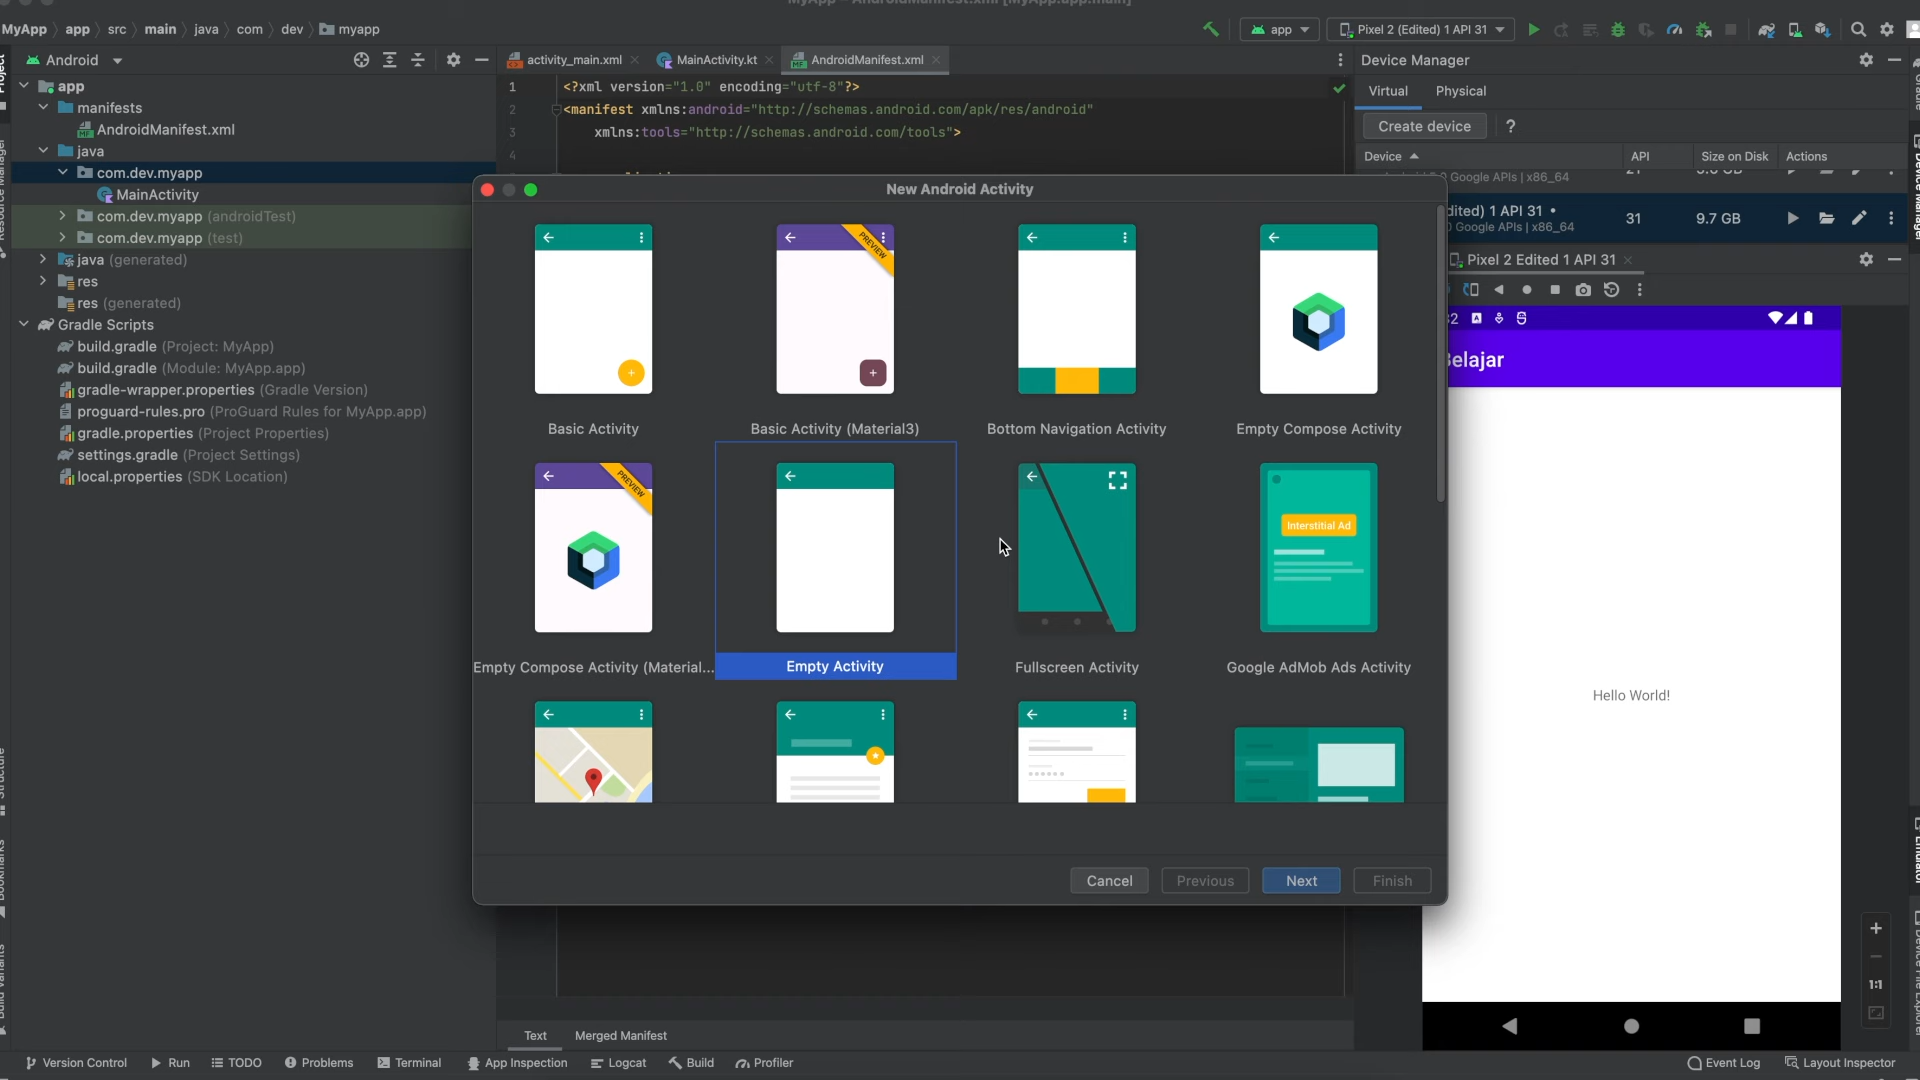 MyApp app src main java com dev myapp
app
Pixel 2 (Edited) 1 API 31
Android
activity_main.xml
MainActivity.kt
AndroidManifest.xml
Device Manager
app
manifests
AndroidManifest.xml
java
com.dev.myapp
MainActivity
com.dev.myapp (androidTest)
com.dev.myapp (test)
java (generated)
res
res (generated)
Gradle Scripts
build.gradle (Project: MyApp)
build.gradle (Module: MyApp.app)
gradle-wrapper.properties (Gradle Version)
proguard-rules.pro (ProGuard Rules for MyApp.app)
gradle.properties (Project Properties)
settings.gradle (Project Settings)
local.properties (SDK Location)
1 <?xml version="1.0" encoding="utf-8"?>
2 <manifest xmlns:android="http://schemas.android.com/apk/res/android"
3 xmlns:tools="http://schemas.android.com/tools">
4
Virtual Physical
Create device ?
Device API Size on Disk Actions
Google APIs | x86_64
1 API 31
31 9.7 GB
Google APIs | x86_64
Pixel 2 Edited 1 API 31
Hello World!
1:1
New Android Activity
PREVIEW
Basic Activity
Basic Activity (Material3)
Bottom Navigation Activity
Empty Compose Activity
PREVIEW
Interstitial Ad
Empty Compose Activity (Material...
Empty Activity
Fullscreen Activity
Google AdMob Ads Activity
Cancel Previous Next Finish
Text Merged Manifest
Version Control Run TODO Problems Terminal App Inspection Logcat Build Profiler
Event Log Layout Inspector
Device Manager